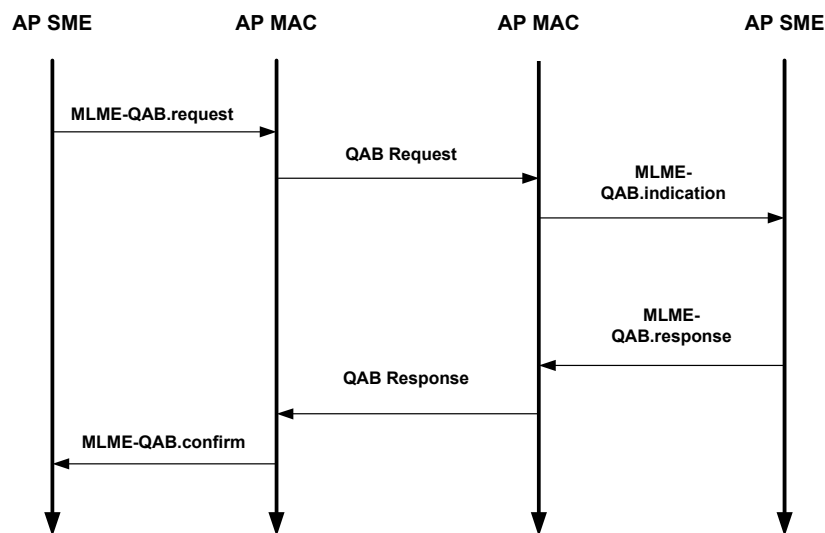 AP SME
AP MAC
AP MAC
AP SME
MLME-QAB.request
QAB Request
MLME-
QAB.indication
MLME-
QAB.response
QAB Response
MLME-QAB.confirm